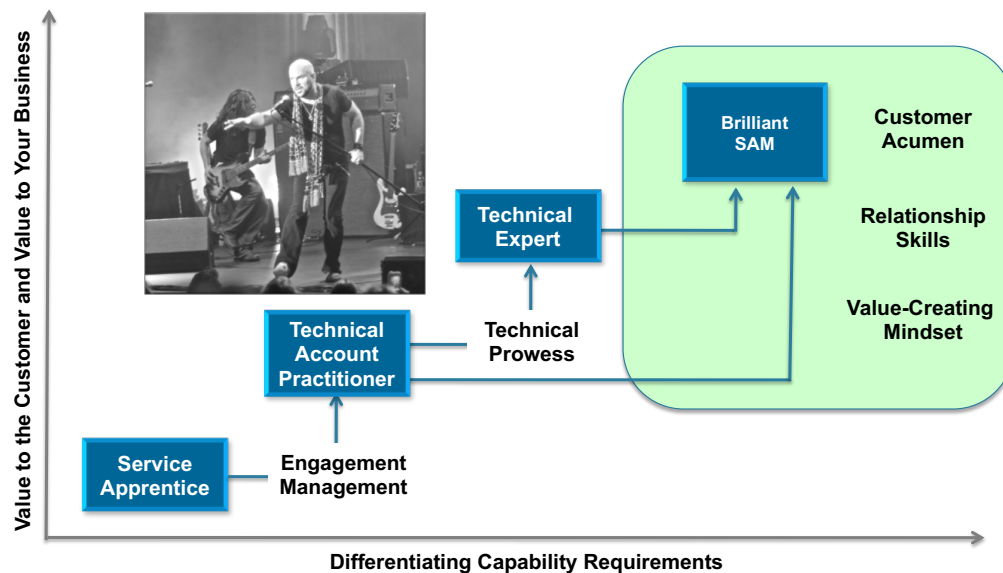 Value to the Customer and Value to Your Business
Brilliant
SAM
Customer
Acumen
Technical
Expert
Relationship
Skills
Value-Creating
Mindset
Technical
Account
Practitioner
Technical
Prowess
Service
Apprentice
Engagement
Management
Differentiating Capability Requirements